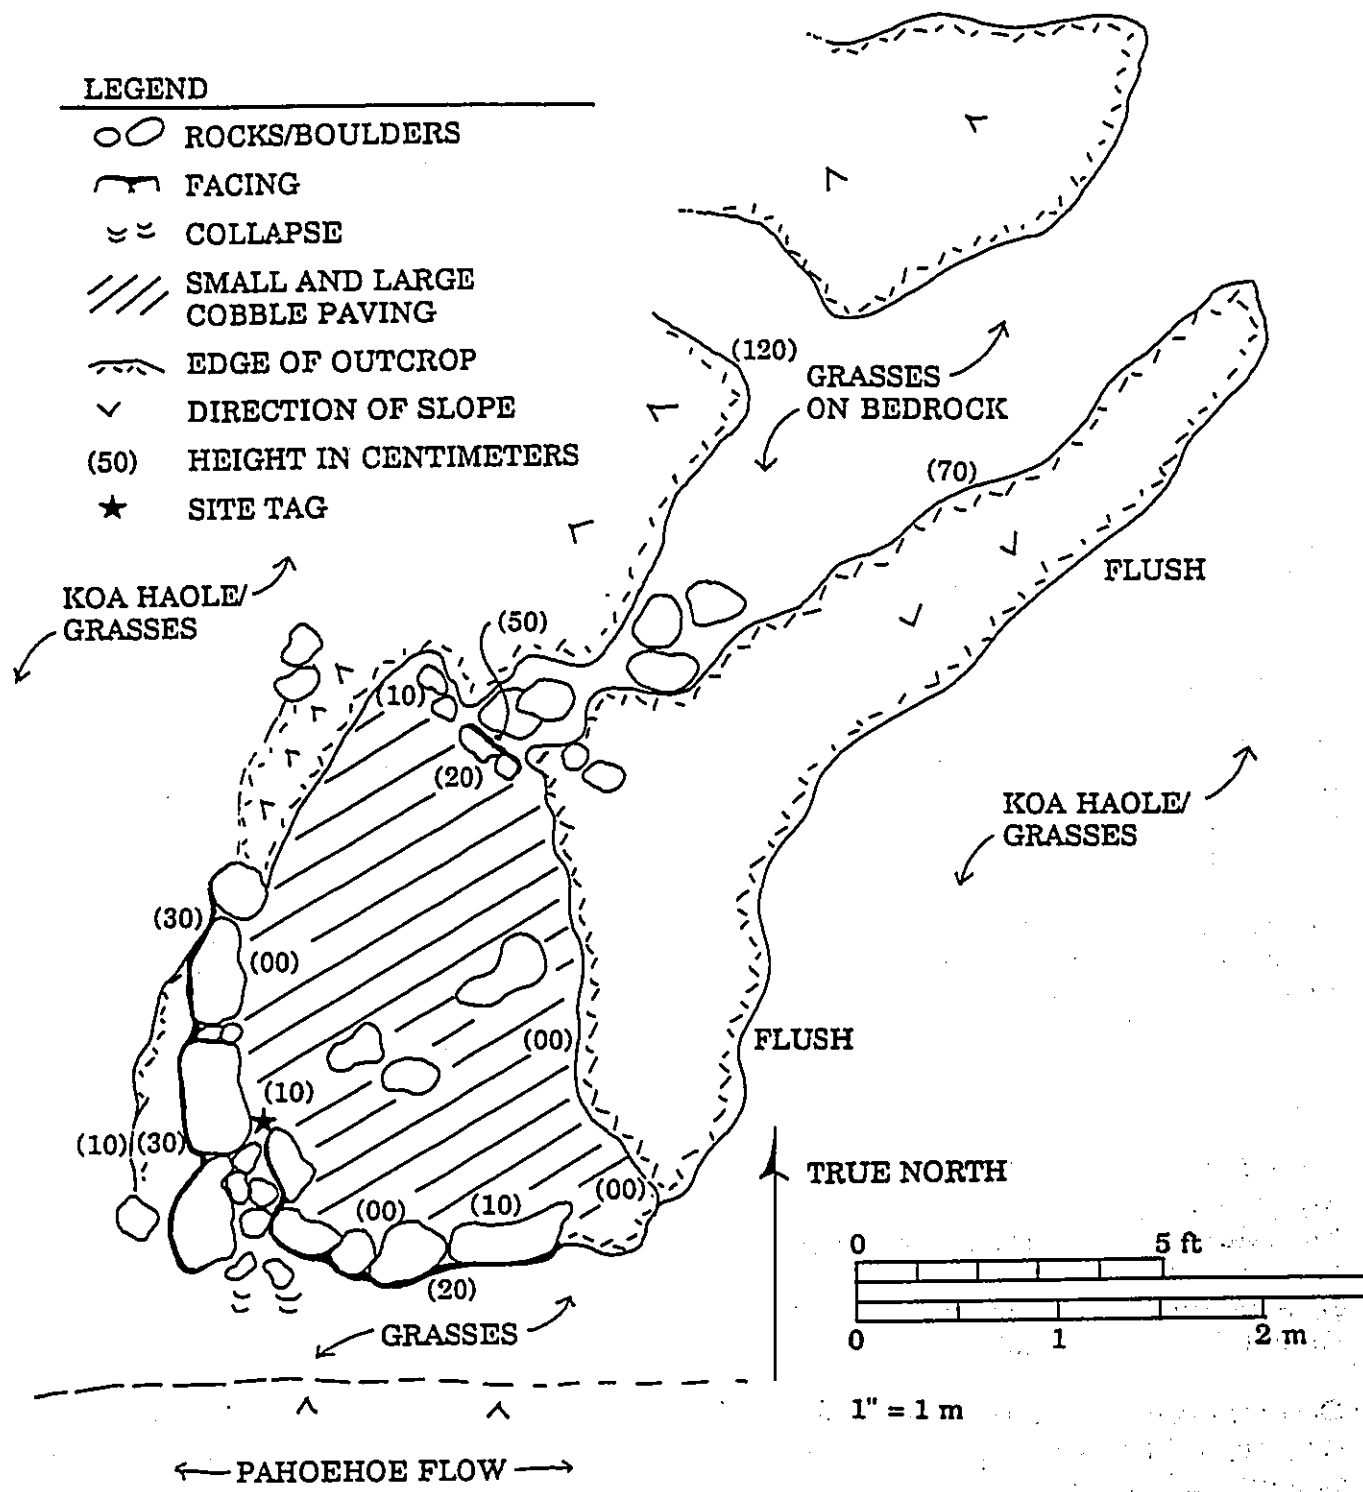 LEGEND
ROCKS/BOULDERS
FACING
COLLAPSE
SMALL AND LARGE
COBBLE PAVING
EDGE OF OUTCROP
DIRECTION OF SLOPE
(50) HEIGHT IN CENTIMETERS
SITE TAG
(120)
GRASSES
ON BEDROCK
(70)
FLUSH
KOA HAOLE/
GRASSES
(50)
(10)
(20)
KOA HAOLE/
GRASSES
(30)
(00)
(00)
FLUSH
(10)
(10) (30)
TRUE NORTH
(00)
(00)
(10)
(20)
GRASSES
0 5 ft
0 1 2 m
1" = 1 m
PAHOEHOE FLOW